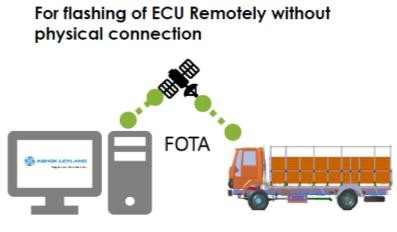 For flashing of ECU Remotely without
physical connection
FOTA
ASHOK LEYLAND